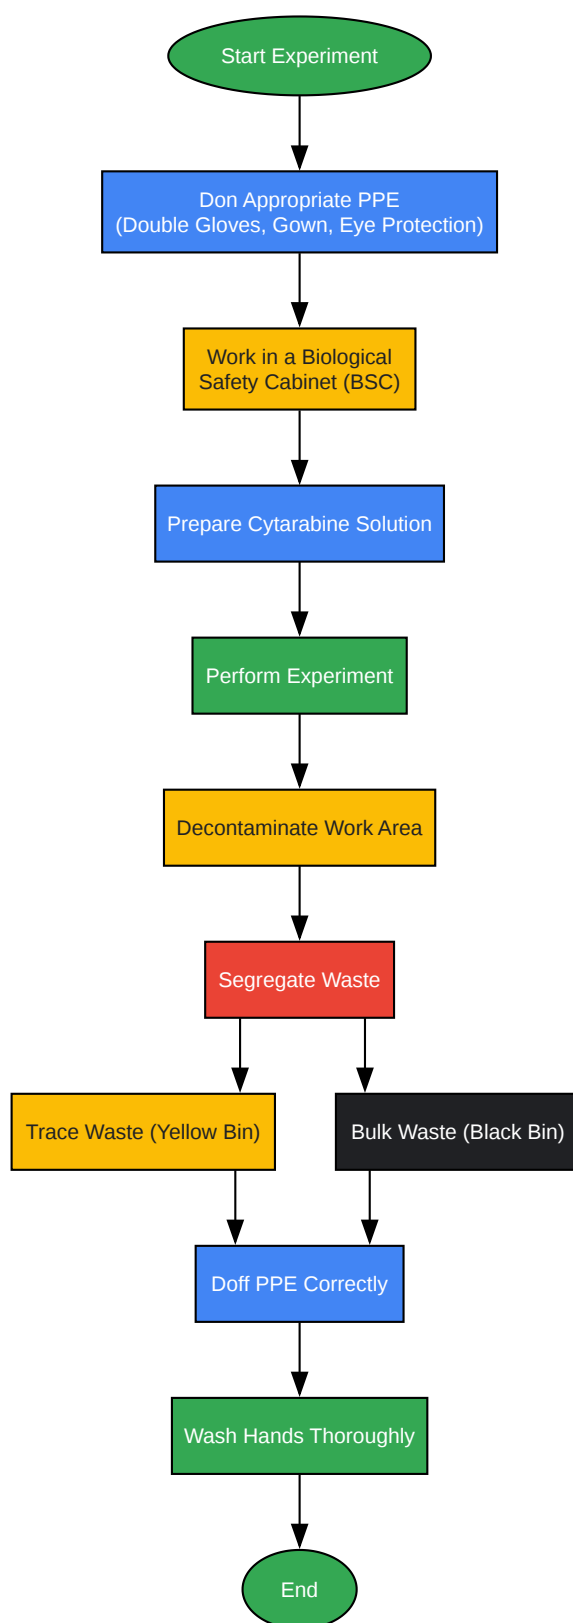 Start Experiment
Don Appropriate PPE
(Double Gloves, Gown, Eye Protection)
Work in a Biological
Safety Cabinet (BSC)
Prepare Cytarabine Solution
Perform Experiment
Decontaminate Work Area
Segregate Waste
Trace Waste (Yellow Bin)
Bulk Waste (Black Bin)
Doff PPE Correctly
Wash Hands Thoroughly
End